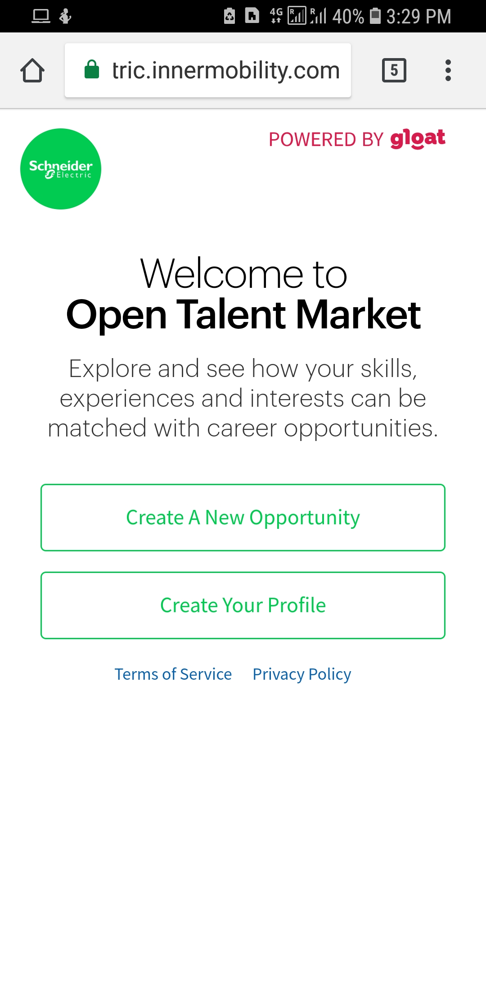 4G R R 40% 3:29 PM
tric.innermobility.com
5
POWERED BY gloat
Schneider
Electric
Welcome to
Open Talent Market
Explore and see how your skills,
experiences and interests can be
matched with career opportunities.
Create A New Opportunity
Create Your Profile
Terms of Service Privacy Policy